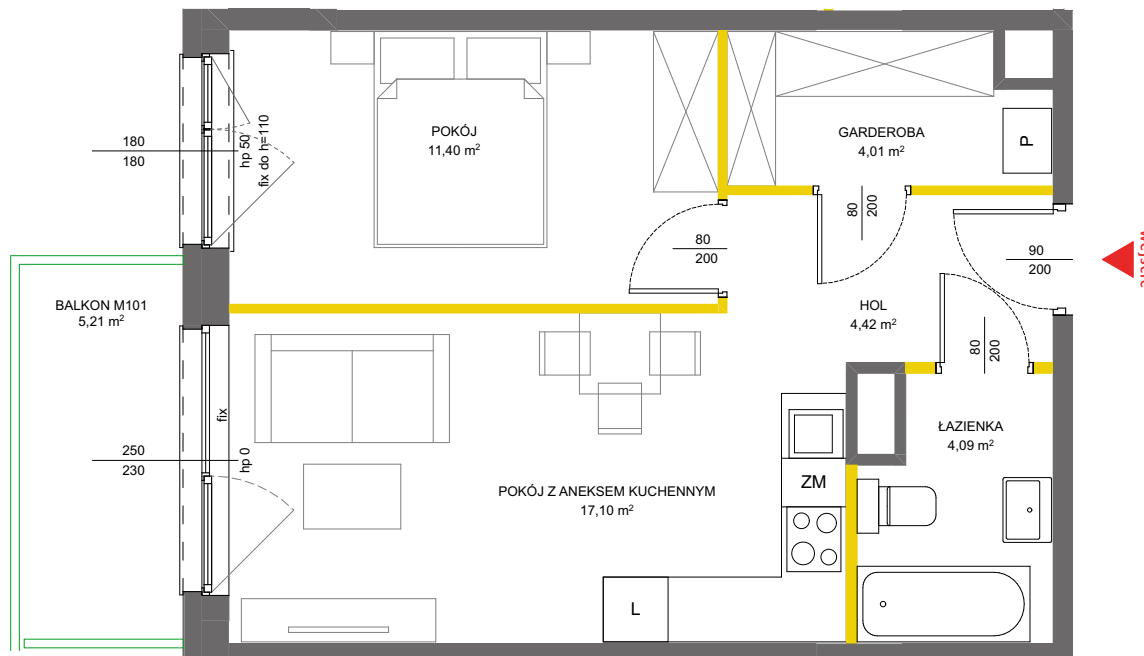 POKÓJ
11,40 m²
GARDEROBA
4,01 m²
P
180
180
hp 50
fix do h=110
80
200
80
200
90
200
wejście
BALKON M101
5,21 m²
HOL
4,42 m²
80
200
fix
hp 0
250
230
ŁAZIENKA
4,09 m²
POKÓJ Z ANEKSEM KUCHENNYM
17,10 m²
ZM
L